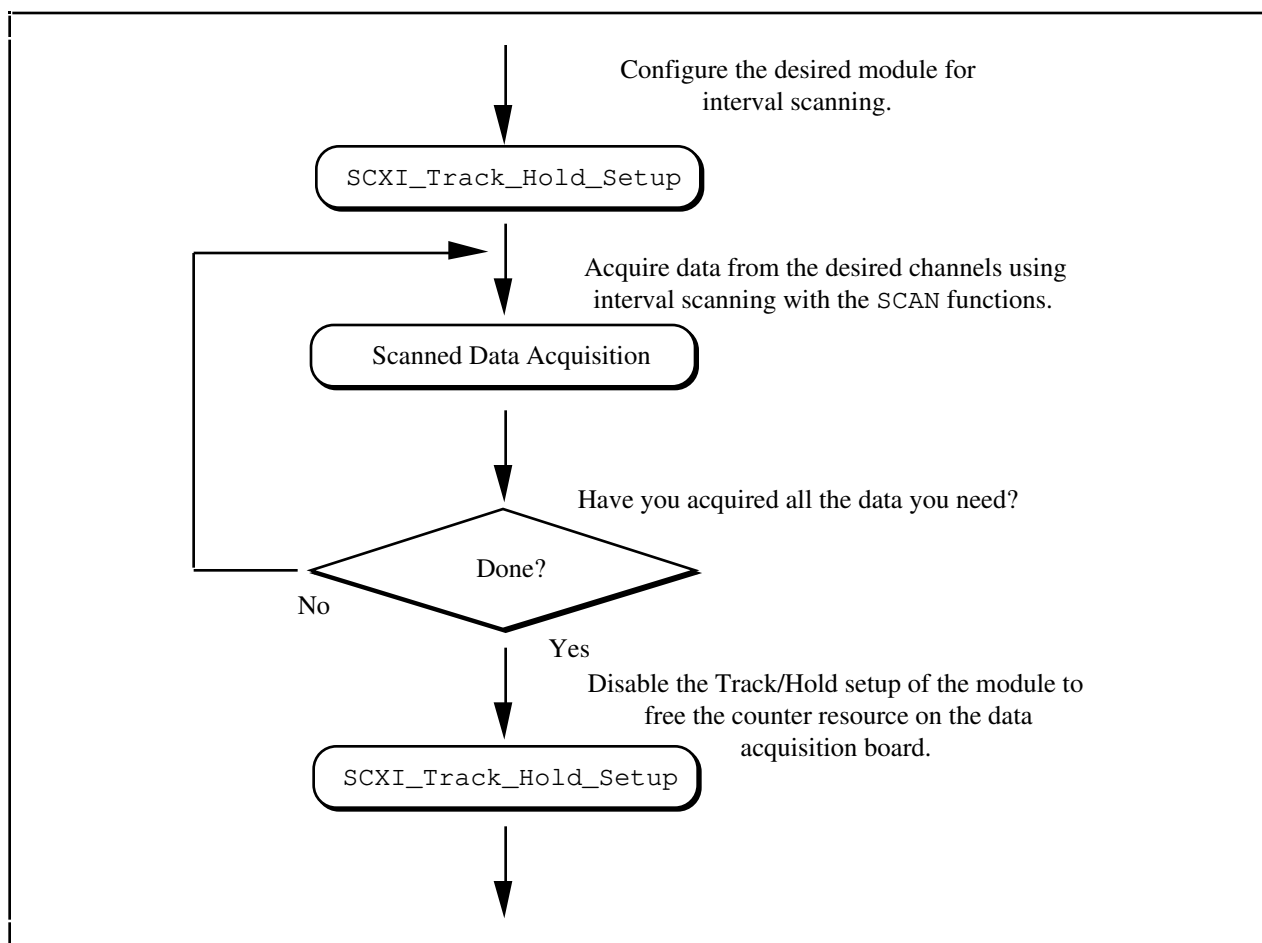 Configure the desired module for
interval scanning.
SCXI_Track_Hold_Setup
Acquire data from the desired channels using
interval scanning with the SCAN functions.
Scanned Data Acquisition
Have you acquired all the data you need?
Done?
No
Yes
Disable the Track/Hold setup of the module to
free the counter resource on the data
acquisition board.
SCXI_Track_Hold_Setup